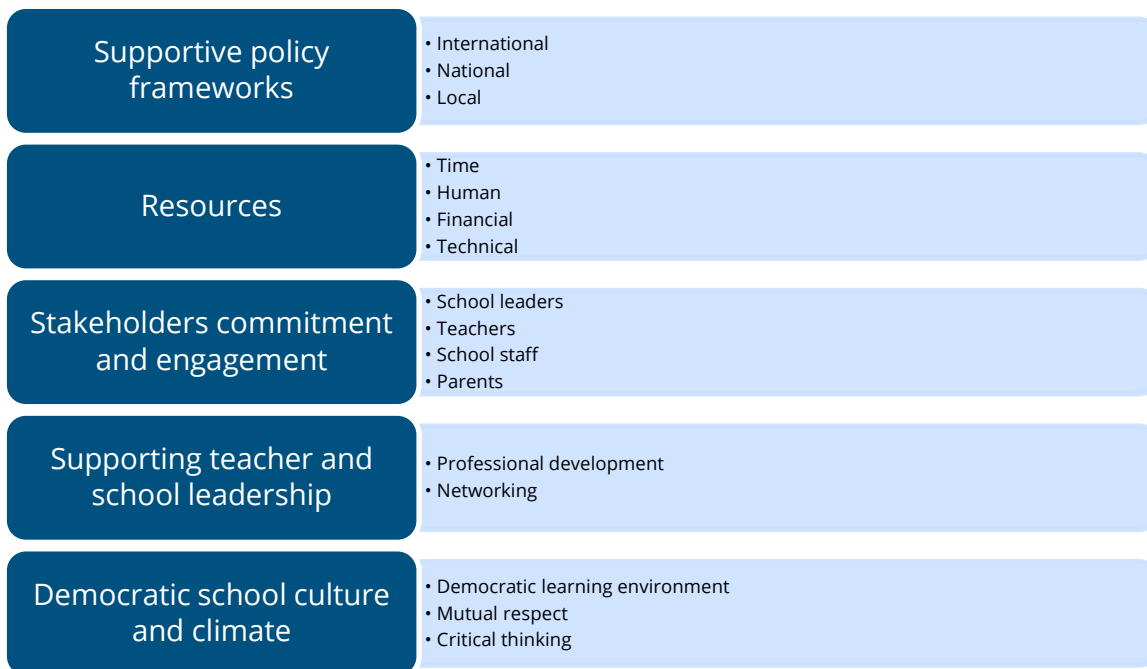 Supportive policy
frameworks
• International
• National
• Local
Resources
• Time
• Human
• Financial
• Technical
Stakeholders commitment
and engagement
• School leaders
• Teachers
• School staff
• Parents
Supporting teacher and
school leadership
• Professional development
• Networking
Democratic school culture
and climate
• Democratic learning environment
• Mutual respect
• Critical thinking